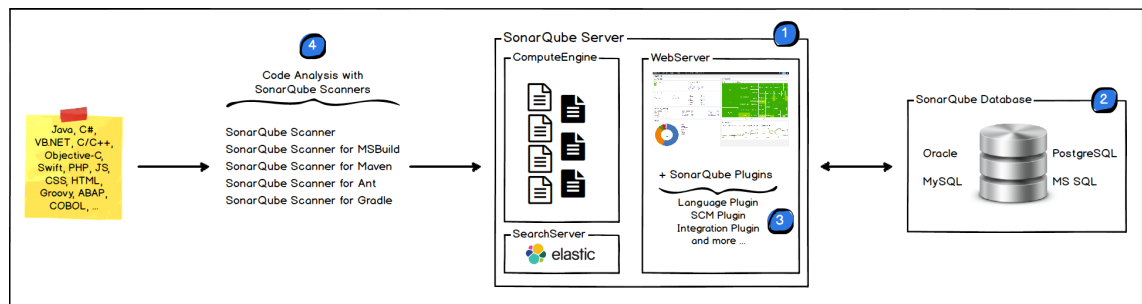 Java, C#,
VB.NET, C/C++,
Objective-C,
Swift, PHP, JS,
CSS, HTML,
Groovy, ABAP,
COBOL, ...
4
Code Analysis with
SonarQube Scanners
SonarQube Scanner
SonarQube Scanner for MSBuild
SonarQube Scanner for Maven
SonarQube Scanner for Ant
SonarQube Scanner for Gradle
SonarQube Server
1
ComputeEngine
SearchServer
elastic
WebServer
+ SonarQube Plugins
Language Plugin
SCM Plugin
Integration Plugin
and more ...
3
SonarQube Database
2
Oracle
PostgreSQL
MySQL
MS SQL